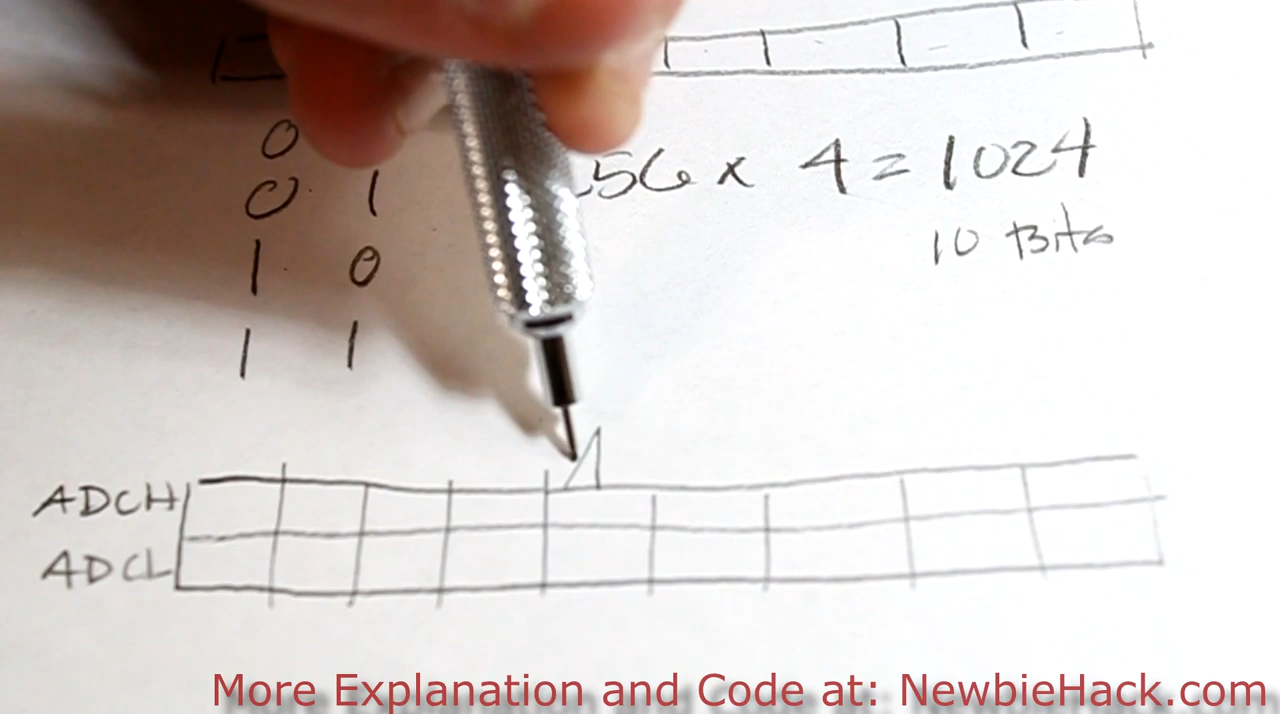 0
0 1
1 0
1 1
56 x 4 = 1024
10 Bits
ADCH
ADCL
More Explanation and Code at: NewbieHack.com